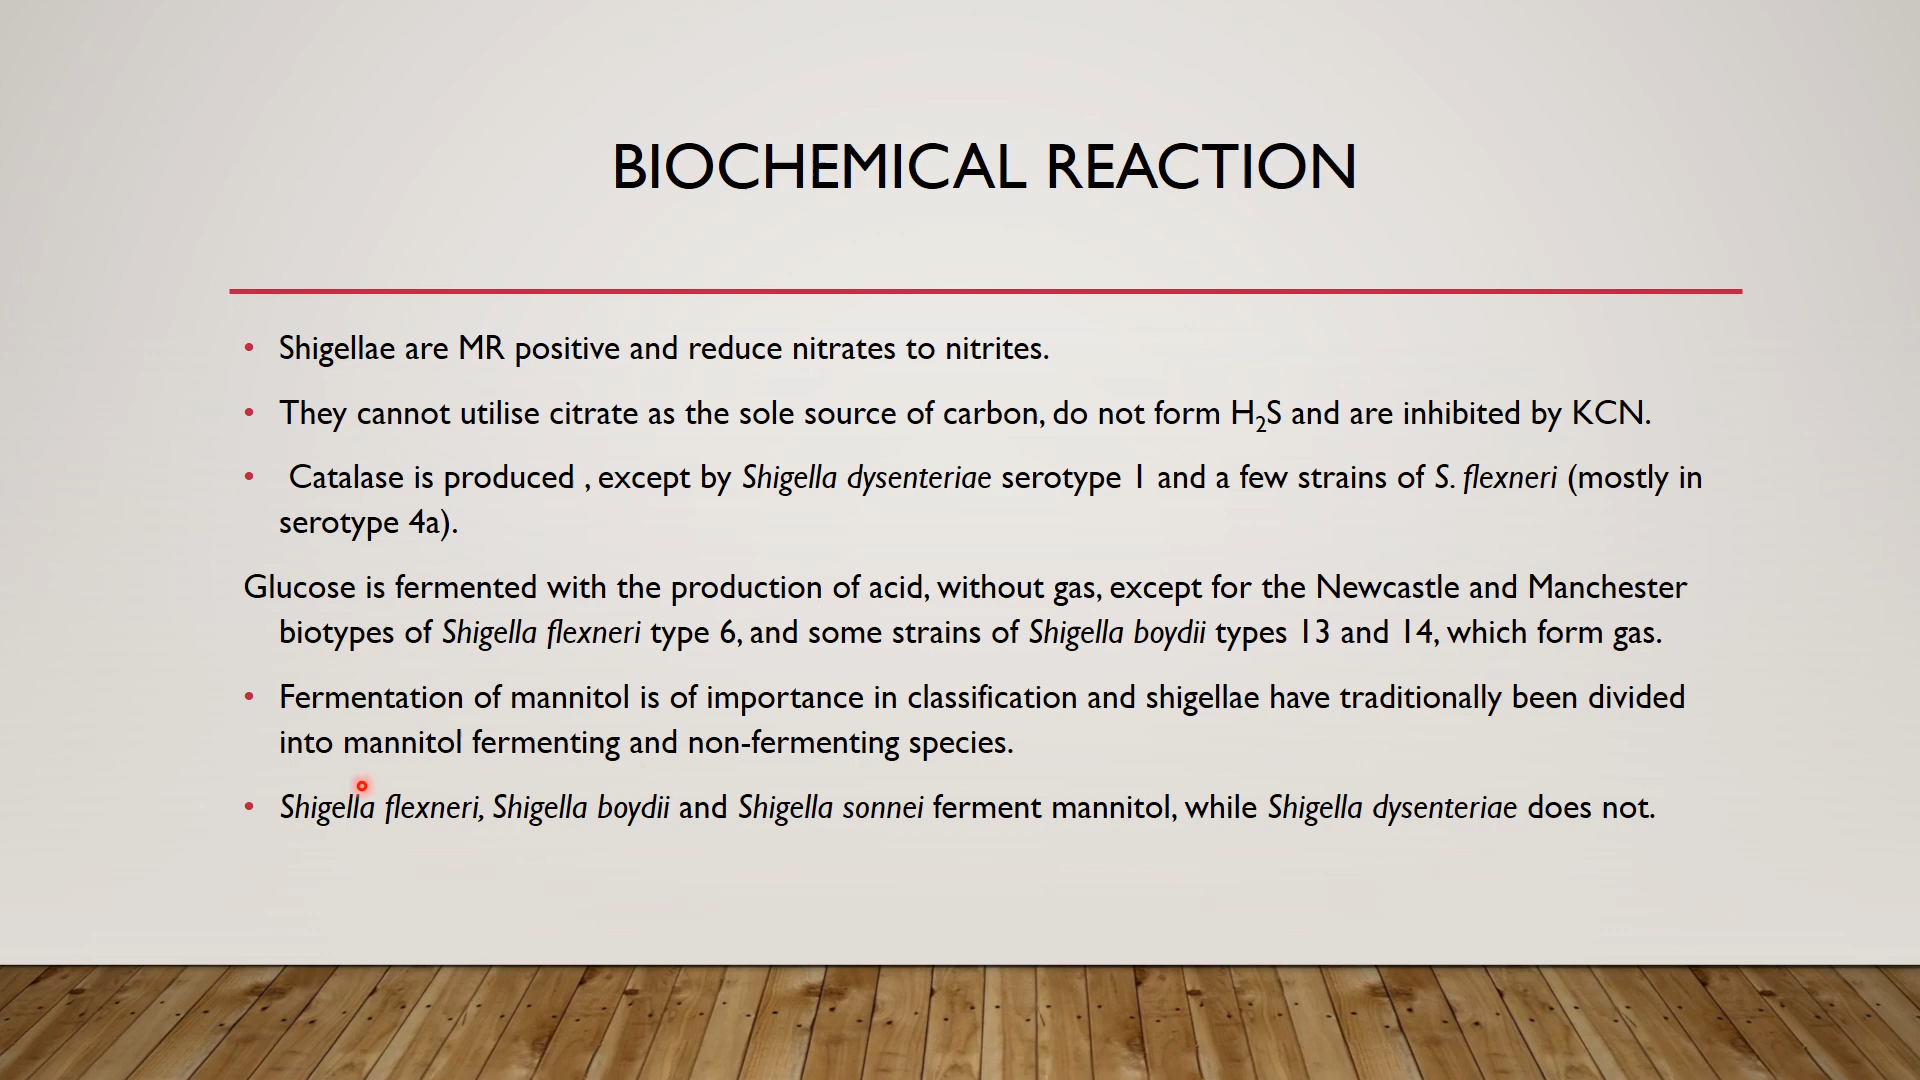 BIOCHEMICAL REACTION
• Shigellae are MR positive and reduce nitrates to nitrites.
• They cannot utilise citrate as the sole source of carbon, do not form H₂S and are inhibited by KCN.
• Catalase is produced , except by Shigella dysenteriae serotype 1 and a few strains of S. flexneri (mostly in
serotype 4a).
Glucose is fermented with the production of acid, without gas, except for the Newcastle and Manchester
biotypes of Shigella flexneri type 6, and some strains of Shigella boydii types 13 and 14, which form gas.
• Fermentation of mannitol is of importance in classification and shigellae have traditionally been divided
into mannitol fermenting and non-fermenting species.
• Shigella flexneri, Shigella boydii and Shigella sonnei ferment mannitol, while Shigella dysenteriae does not.